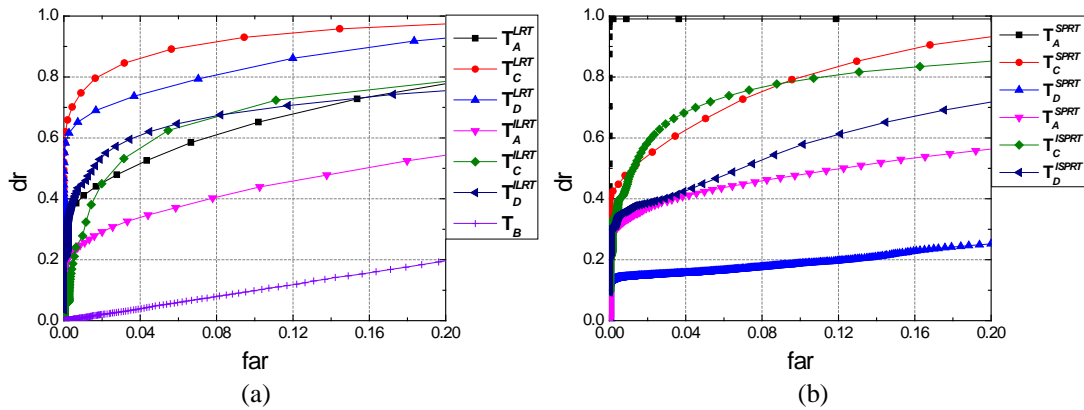 1.0
0.8
0.6
0.4
0.2
0.0
dr
0.00 0.04 0.08 0.12 0.16 0.20
far
T_A^LRT
T_C^LRT
T_D^LRT
T_A^ILRT
T_C^ILRT
T_D^ILRT
T_B
(a)
1.0
0.8
0.6
0.4
0.2
0.0
dr
0.00 0.04 0.08 0.12 0.16 0.20
far
T_A^SPRT
T_C^SPRT
T_D^SPRT
T_A^SPRT
T_C^ISPRT
T_D^ISPRT
(b)